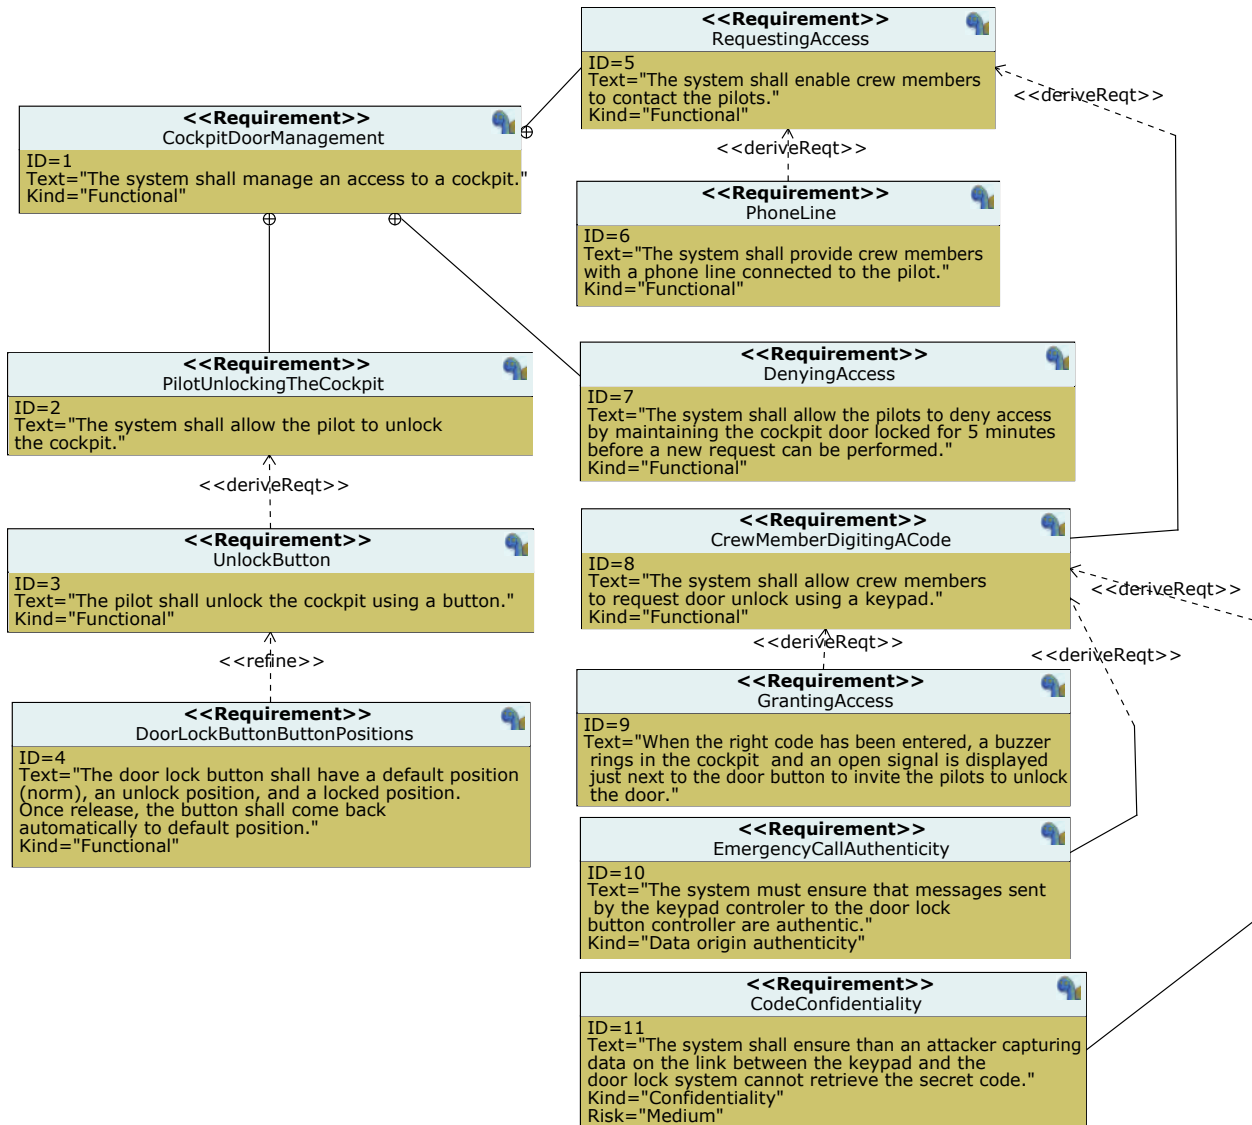 <<Requirement>>
RequestingAccess
ID=5
Text="The system shall enable crew members
to contact the pilots."
Kind="Functional"
<<deriveReqt>>
<<Requirement>>
CockpitDoorManagement
ID=1
Text="The system shall manage an access to a cockpit."
Kind="Functional"
<<deriveReqt>>
<<Requirement>>
PhoneLine
ID=6
Text="The system shall provide crew members
with a phone line connected to the pilot."
Kind="Functional"
<<Requirement>>
PilotUnlockingTheCockpit
ID=2
Text="The system shall allow the pilot to unlock
the cockpit."
<<Requirement>>
DenyingAccess
ID=7
Text="The system shall allow the pilots to deny access
by maintaining the cockpit door locked for 5 minutes
before a new request can be performed."
Kind="Functional"
<<deriveReqt>>
<<Requirement>>
UnlockButton
ID=3
Text="The pilot shall unlock the cockpit using a button."
Kind="Functional"
<<Requirement>>
CrewMemberDigitingACode
ID=8
Text="The system shall allow crew members
to request door unlock using a keypad."
Kind="Functional"
<<deriveReqt>>
<<refine>>
<<deriveReqt>>
<<deriveReqt>>
<<Requirement>>
DoorLockButtonButtonPositions
ID=4
Text="The door lock button shall have a default position
(norm), an unlock position, and a locked position.
Once release, the button shall come back
automatically to default position."
Kind="Functional"
<<Requirement>>
GrantingAccess
ID=9
Text="When the right code has been entered, a buzzer
rings in the cockpit  and an open signal is displayed
just next to the door button to invite the pilots to unlock
the door."
<<Requirement>>
EmergencyCallAuthenticity
ID=10
Text="The system must ensure that messages sent
by the keypad controler to the door lock
button controller are authentic."
Kind="Data origin authenticity"
<<Requirement>>
CodeConfidentiality
ID=11
Text="The system shall ensure than an attacker capturing
data on the link between the keypad and the
door lock system cannot retrieve the secret code."
Kind="Confidentiality"
Risk="Medium"